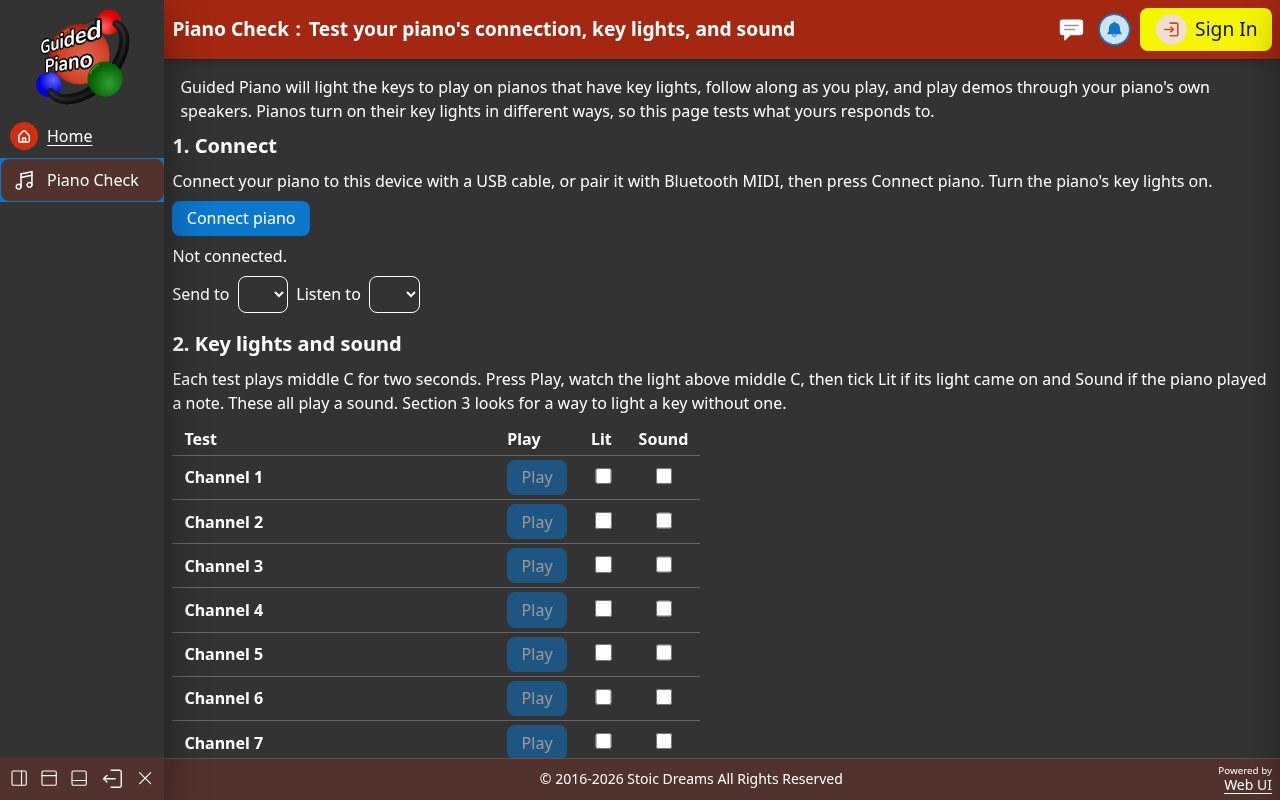 Guided
Piano
Home
Piano Check
Piano Check : Test your piano's connection, key lights, and sound
Sign In
Guided Piano will light the keys to play on pianos that have key lights, follow along as you play, and play demos through your piano's own
speakers. Pianos turn on their key lights in different ways, so this page tests what yours responds to.
1. Connect
Connect your piano to this device with a USB cable, or pair it with Bluetooth MIDI, then press Connect piano. Turn the piano's key lights on.
Connect piano
Not connected.
Send to Listen to
2. Key lights and sound
Each test plays middle C for two seconds. Press Play, watch the light above middle C, then tick Lit if its light came on and Sound if the piano played
a note. These all play a sound. Section 3 looks for a way to light a key without one.
Test Play Lit Sound
Channel 1 Play
Channel 2 Play
Channel 3 Play
Channel 4 Play
Channel 5 Play
Channel 6 Play
Channel 7 Play
© 2016-2026 Stoic Dreams All Rights Reserved
Powered by
Web UI